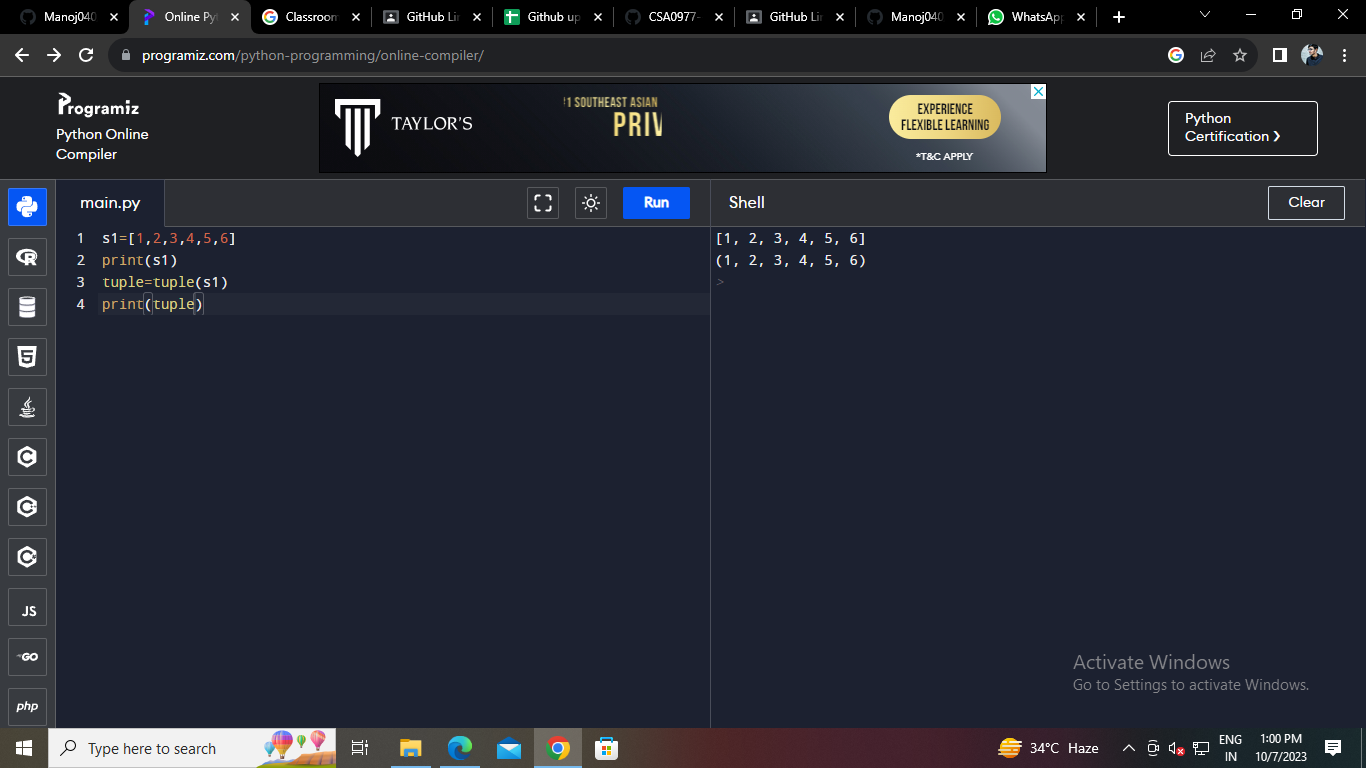 Manoj040
Online Py
Classroom
GitHub Lin
Github up
CSA0977-
GitHub Lin
Manoj040
WhatsApp
programiz.com/python-programming/online-compiler/
Programiz
Python Online
Compiler
TAYLOR'S
#1 SOUTHEAST ASIAN
PRIV
EXPERIENCE
FLEXIBLE LEARNING
*T&C APPLY
Python
Certification ❯
main.py
Run
Shell
Clear
1 s1=[1,2,3,4,5,6]
2 print(s1)
3 tuple=tuple(s1)
4 print(tuple)
[1, 2, 3, 4, 5, 6]
(1, 2, 3, 4, 5, 6)
>
R
5
C
C++
C#
JS
GO
php
Activate Windows
Go to Settings to activate Windows.
Type here to search
34°C Haze
ENG
IN
1:00 PM
10/7/2023